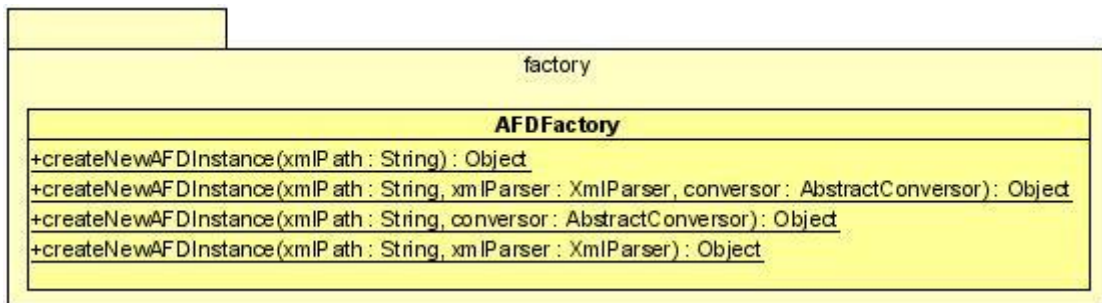 factory
AFDFactory
+createNewAFDInstance(xmlPath : String) : Object
+createNewAFDInstance(xmlPath : String, xmlParser : XmlParser, conversor : AbstractConversor) : Object
+createNewAFDInstance(xmlPath : String, conversor : AbstractConversor) : Object
+createNewAFDInstance(xmlPath : String, xmlParser : XmlParser) : Object